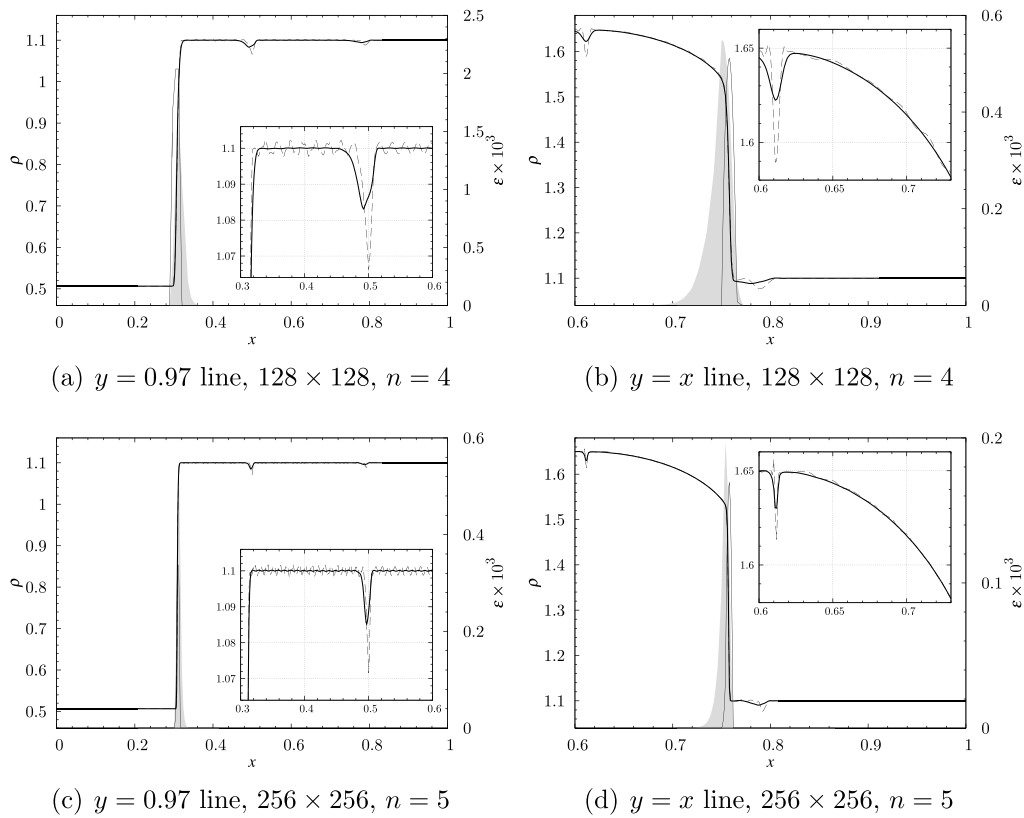 1.1
1
0.9
0.8
0.7
0.6
0.5
ρ
0 0.2 0.4 0.6 0.8 1
x
2.5
2
1.5
1
0.5
0
ε × 10³
1.1
1.09
1.08
1.07
0.3 0.4 0.5 0.6
(a) y = 0.97 line, 128 × 128, n = 4
1.6
1.5
1.4
1.3
1.2
1.1
ρ
0.6 0.7 0.8 0.9 1
x
0.6
0.4
0.2
0
ε × 10³
1.65
1.6
0.6 0.65 0.7
(b) y = x line, 128 × 128, n = 4
1.1
1
0.9
0.8
0.7
0.6
0.5
ρ
0 0.2 0.4 0.6 0.8 1
x
0.6
0.4
0.2
0
ε × 10³
1.1
1.09
1.08
1.07
0.3 0.4 0.5 0.6
(c) y = 0.97 line, 256 × 256, n = 5
1.6
1.5
1.4
1.3
1.2
1.1
ρ
0.6 0.7 0.8 0.9 1
x
0.2
0.1
0
ε × 10³
1.65
1.6
0.6 0.65 0.7
(d) y = x line, 256 × 256, n = 5